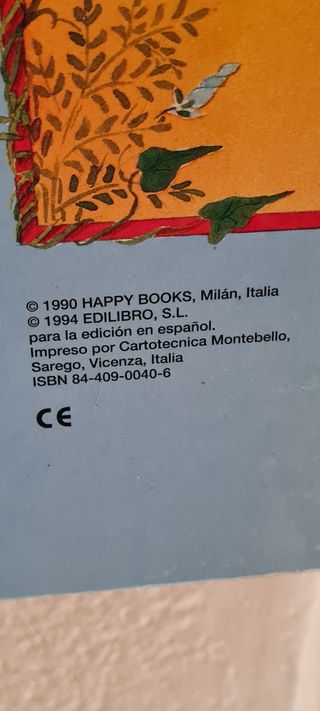 © 1990 HAPPY BOOKS, Milán, Italia
© 1994 EDILIBRO, S.L.
para la edición en español.
Impreso por Cartotecnica Montebello,
Sarego, Vicenza, Italia
ISBN 84-409-0040-6
CE